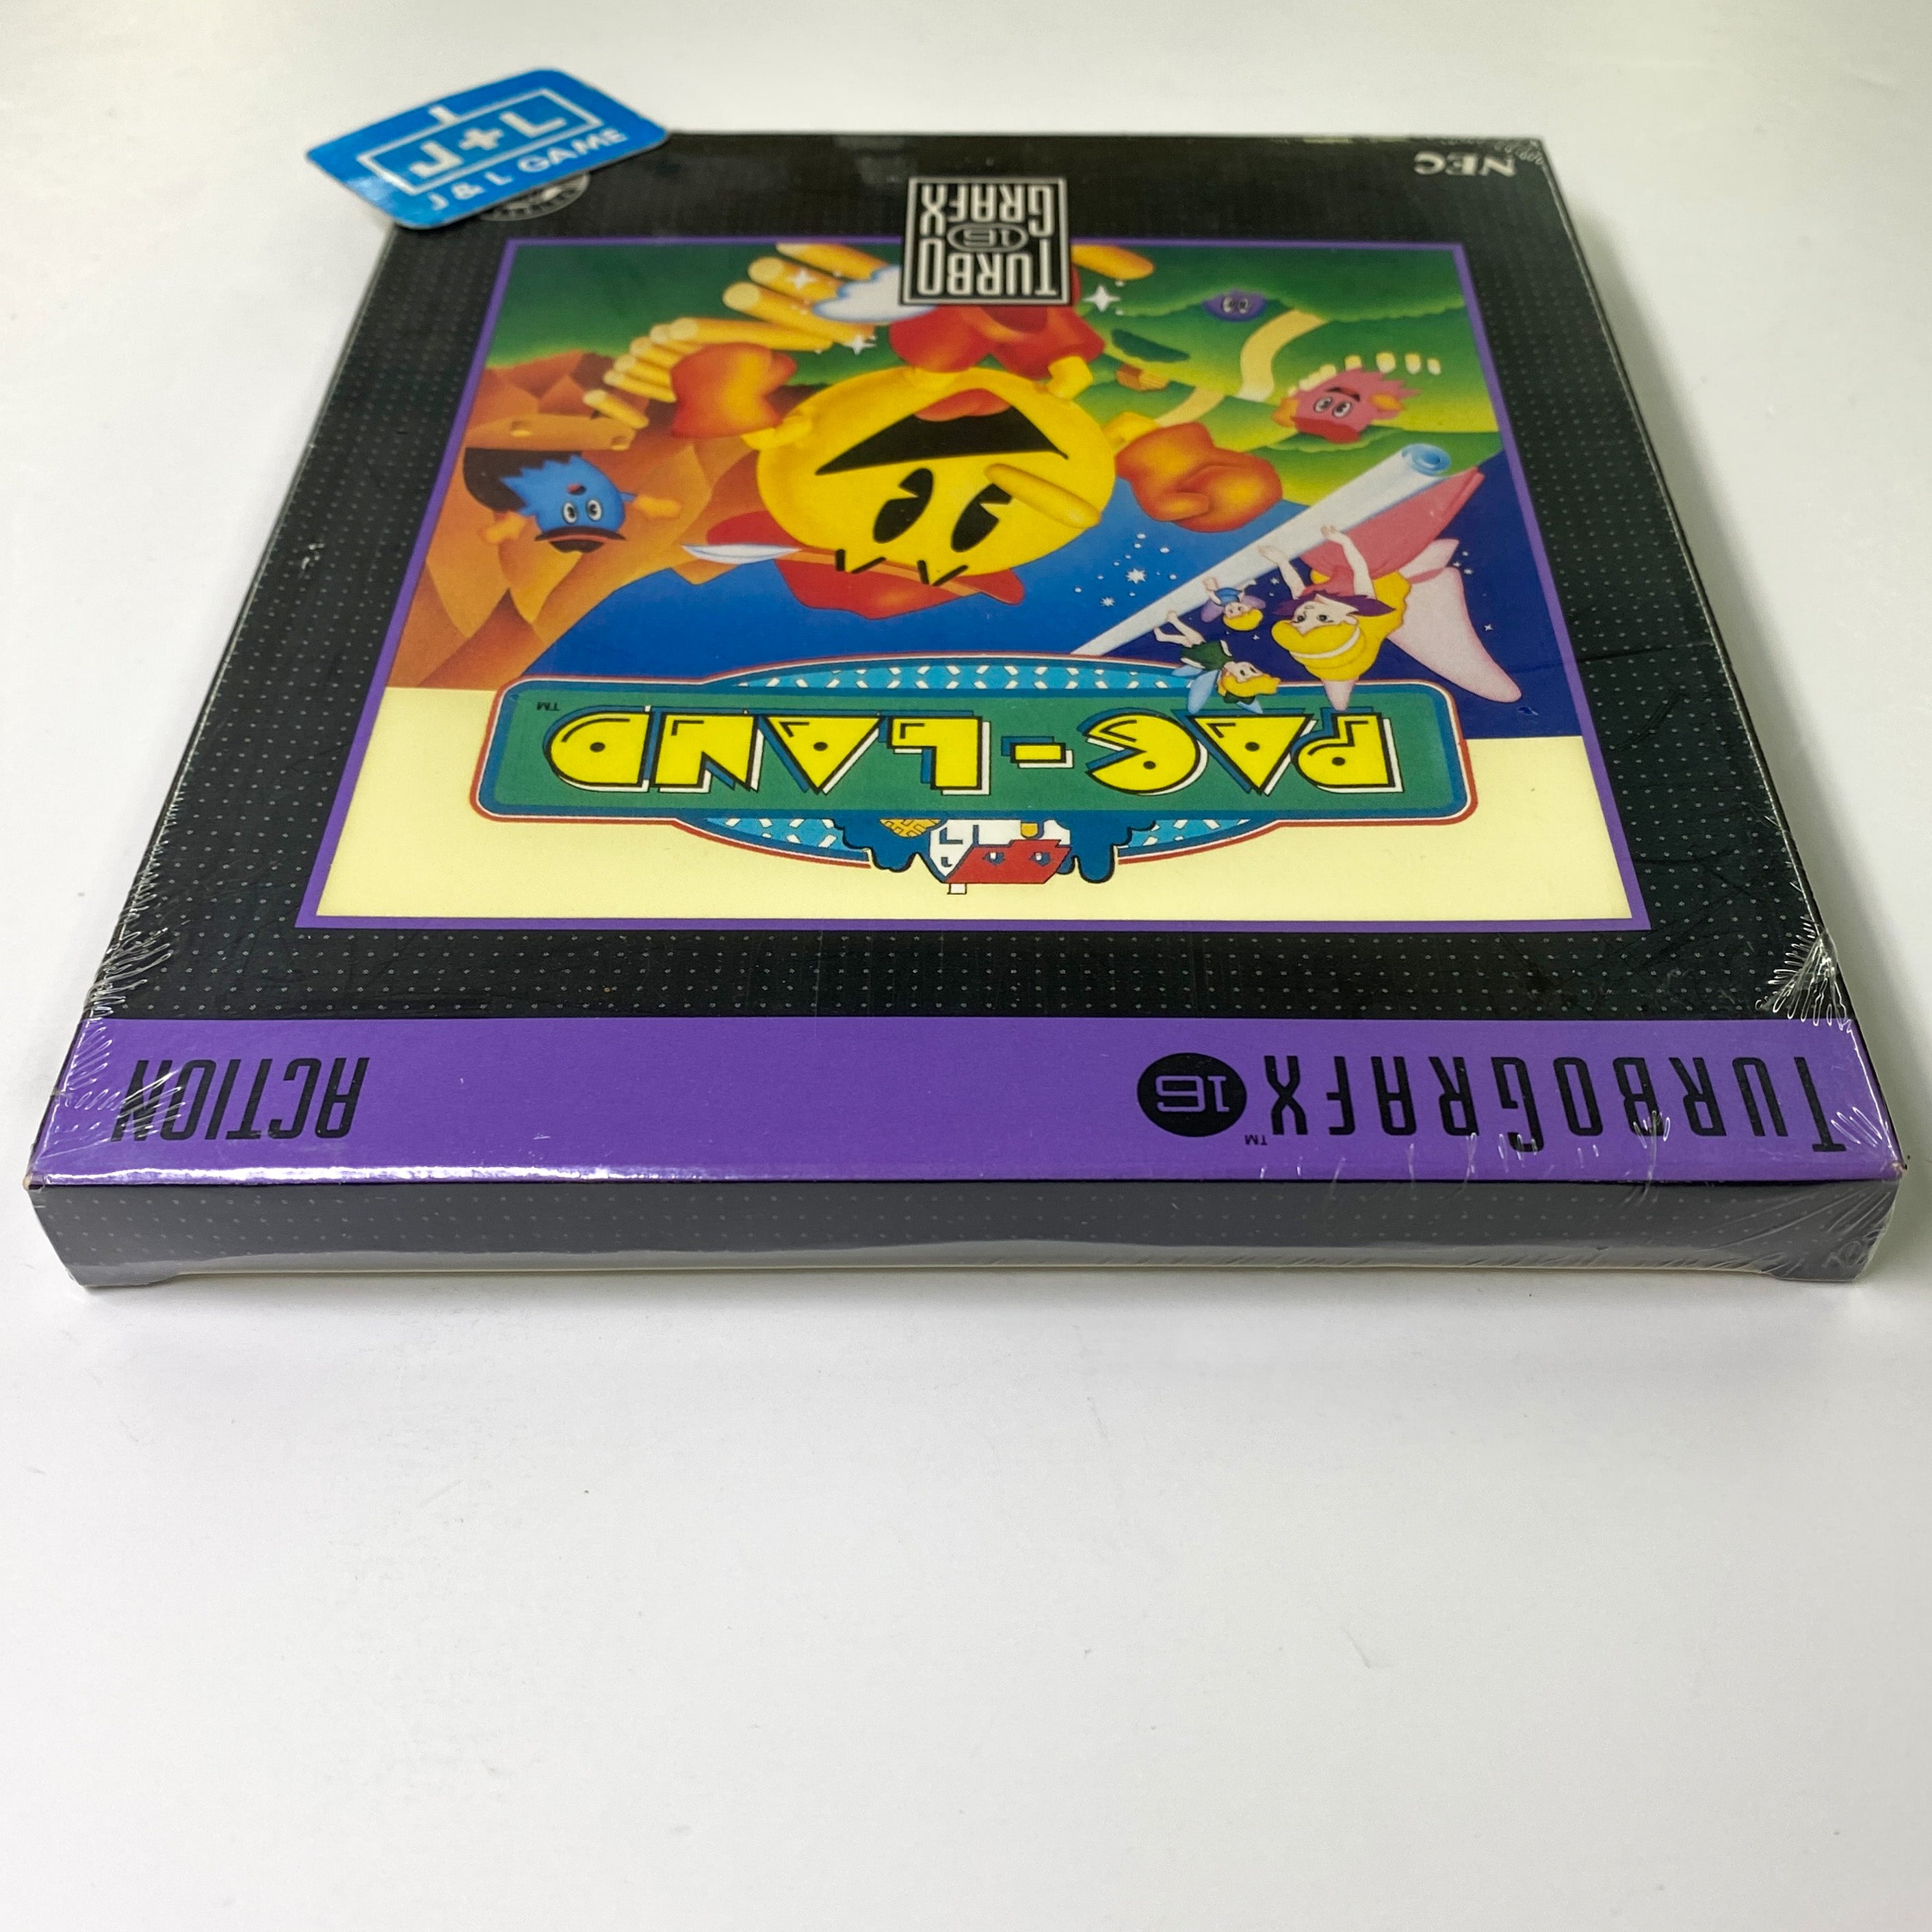 J+L
J & L GAME
TURBOGRAFX 16 ™
ACTION
PAC-LAND
™
TURBO
16
GRAFX
NEC